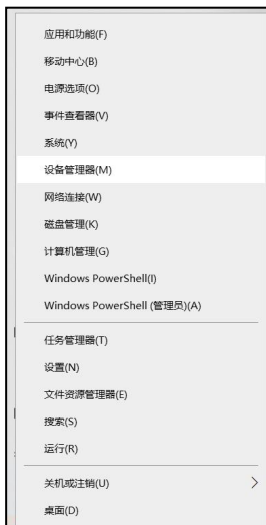 应用和功能(F)
移动中心(B)
电源选项(O)
事件查看器(V)
系统(Y)
设备管理器(M)
网络连接(W)
磁盘管理(K)
计算机管理(G)
Windows PowerShell(I)
Windows PowerShell (管理员)(A)
任务管理器(T)
设置(N)
文件资源管理器(E)
搜索(S)
运行(R)
关机或注销(U)
桌面(D)